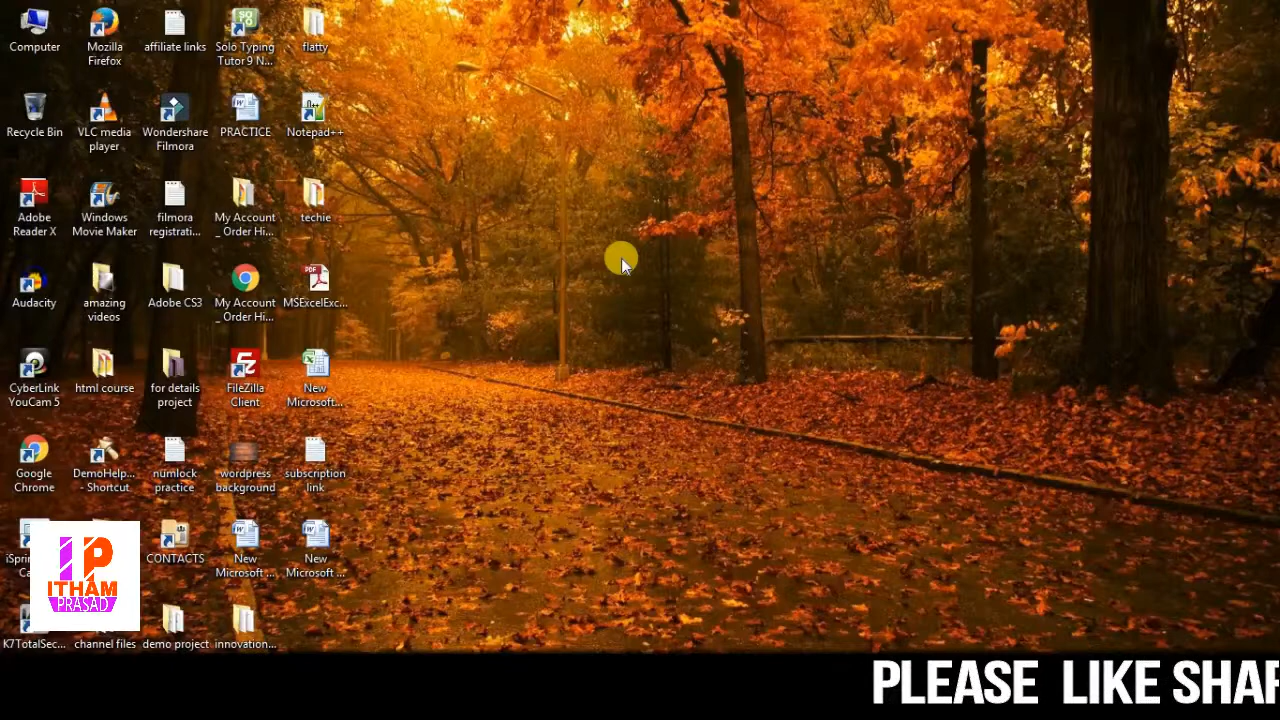 Computer
Mozilla
Firefox
affiliate links
Solo Typing
Tutor 9 N...
flatty
Recycle Bin
VLC media
player
Wondershare
Filmora
PRACTICE
Notepad++
Adobe
Reader X
Windows
Movie Maker
filmora
registrati...
My Account
_ Order Hi...
techie
Audacity
amazing
videos
Adobe CS3
My Account
_ Order Hi...
PDF
MSExcelExc...
CyberLink
YouCam 5
html course
for details
project
FileZilla
Client
New
Microsoft...
Google
Chrome
DemoHelp...
- Shortcut
numlock
practice
wordpress
background
subscription
link
iSpri
Ca
CONTACTS
New
Microsoft ...
New
Microsoft ...
IP
ITHAM
PRASAD
K7TotalSec...
channel files
demo project
innovation...
PLEASE LIKE SHAR